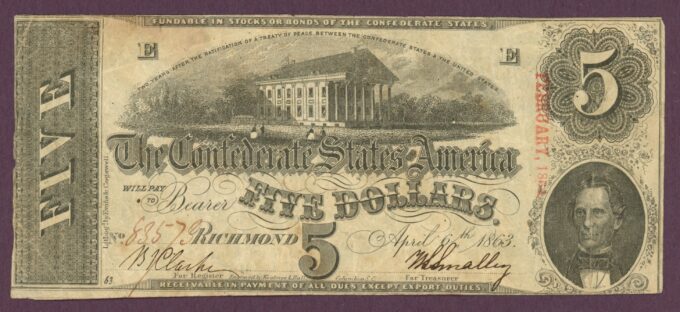 FUNDABLE IN STOCKS OR BONDS OF THE CONFEDERATE STATES
E
E
TWO YEARS AFTER THE RATIFICATION OF A TREATY OF PEACE BETWEEN THE CONFEDERATE STATES & THE UNITED STATES
5
FIVE
FEBRUARY,
The Confederate States of America
WILL PAY
TO Bearer FIVE DOLLARS.
No.
RICHMOND 5 April 6th 1863.
For Register
Columbia, S.C.
For Treasurer
63
RECEIVABLE IN PAYMENT OF ALL DUES EXCEPT EXPORT DUTIES.